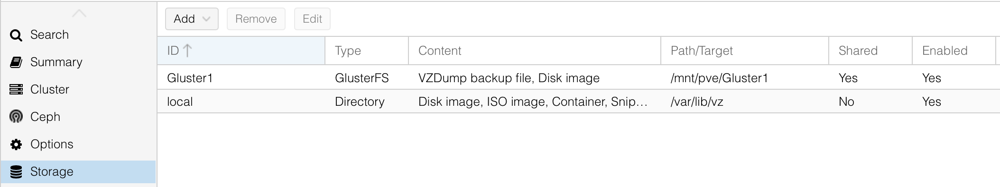 Add Remove Edit
Search
Summary
Cluster
Ceph
Options
Storage
ID Type Content Path/Target Shared Enabled
Gluster1 GlusterFS VZDump backup file, Disk image /mnt/pve/Gluster1 Yes Yes
local Directory Disk image, ISO image, Container, Snip... /var/lib/vz No Yes